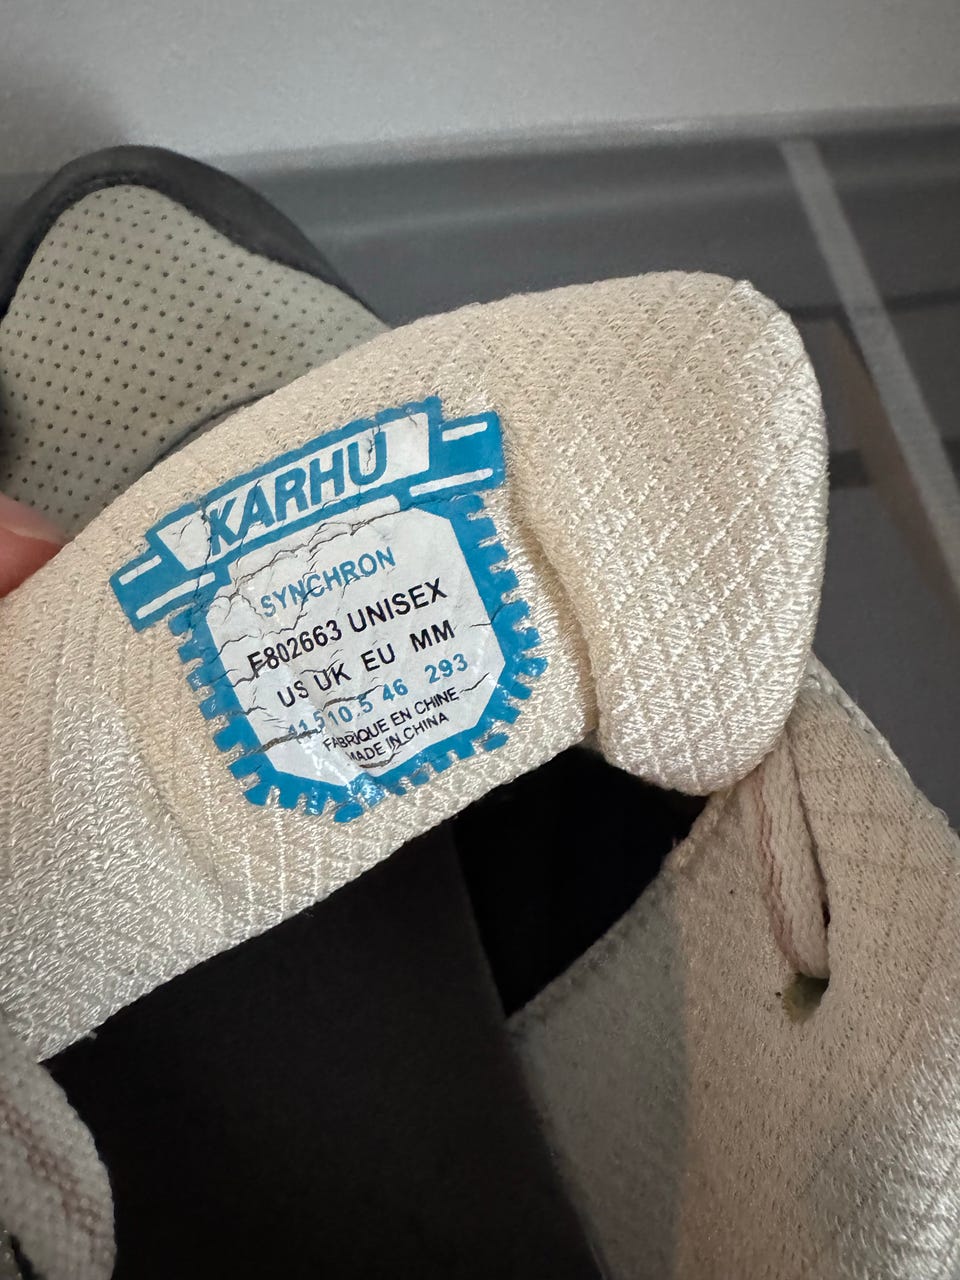 KARHU
SYNCHRON
F802663 UNISEX
US UK EU MM
11.5 10.5 46 293
FABRIQUE EN CHINE
MADE IN CHINA